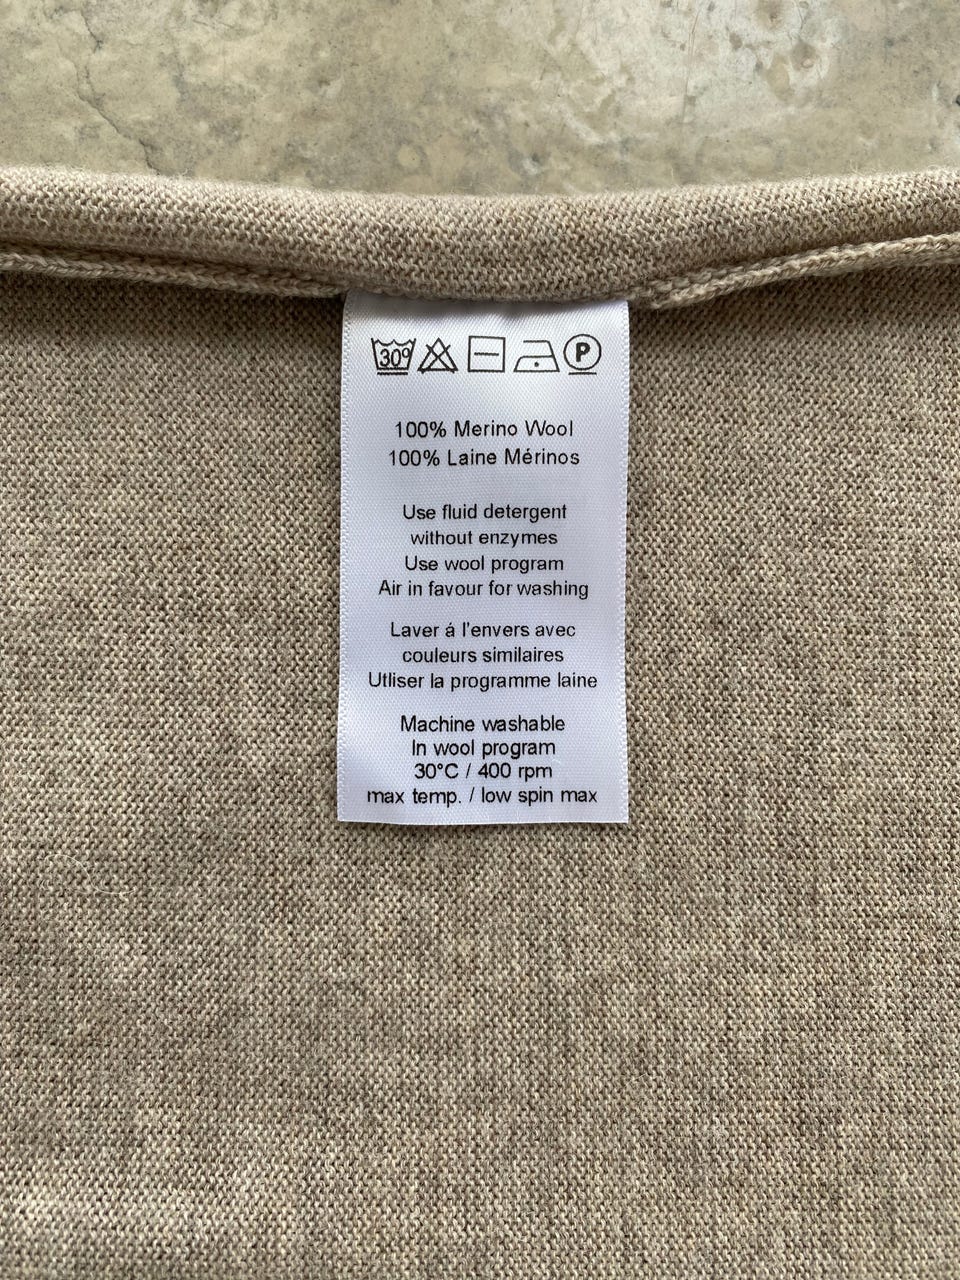 30º
P
100% Merino Wool
100% Laine Mérinos
Use fluid detergent
without enzymes
Use wool program
Air in favour for washing
Laver á l'envers avec
couleurs similaires
Utliser la programme laine
Machine washable
In wool program
30°C / 400 rpm
max temp. / low spin max